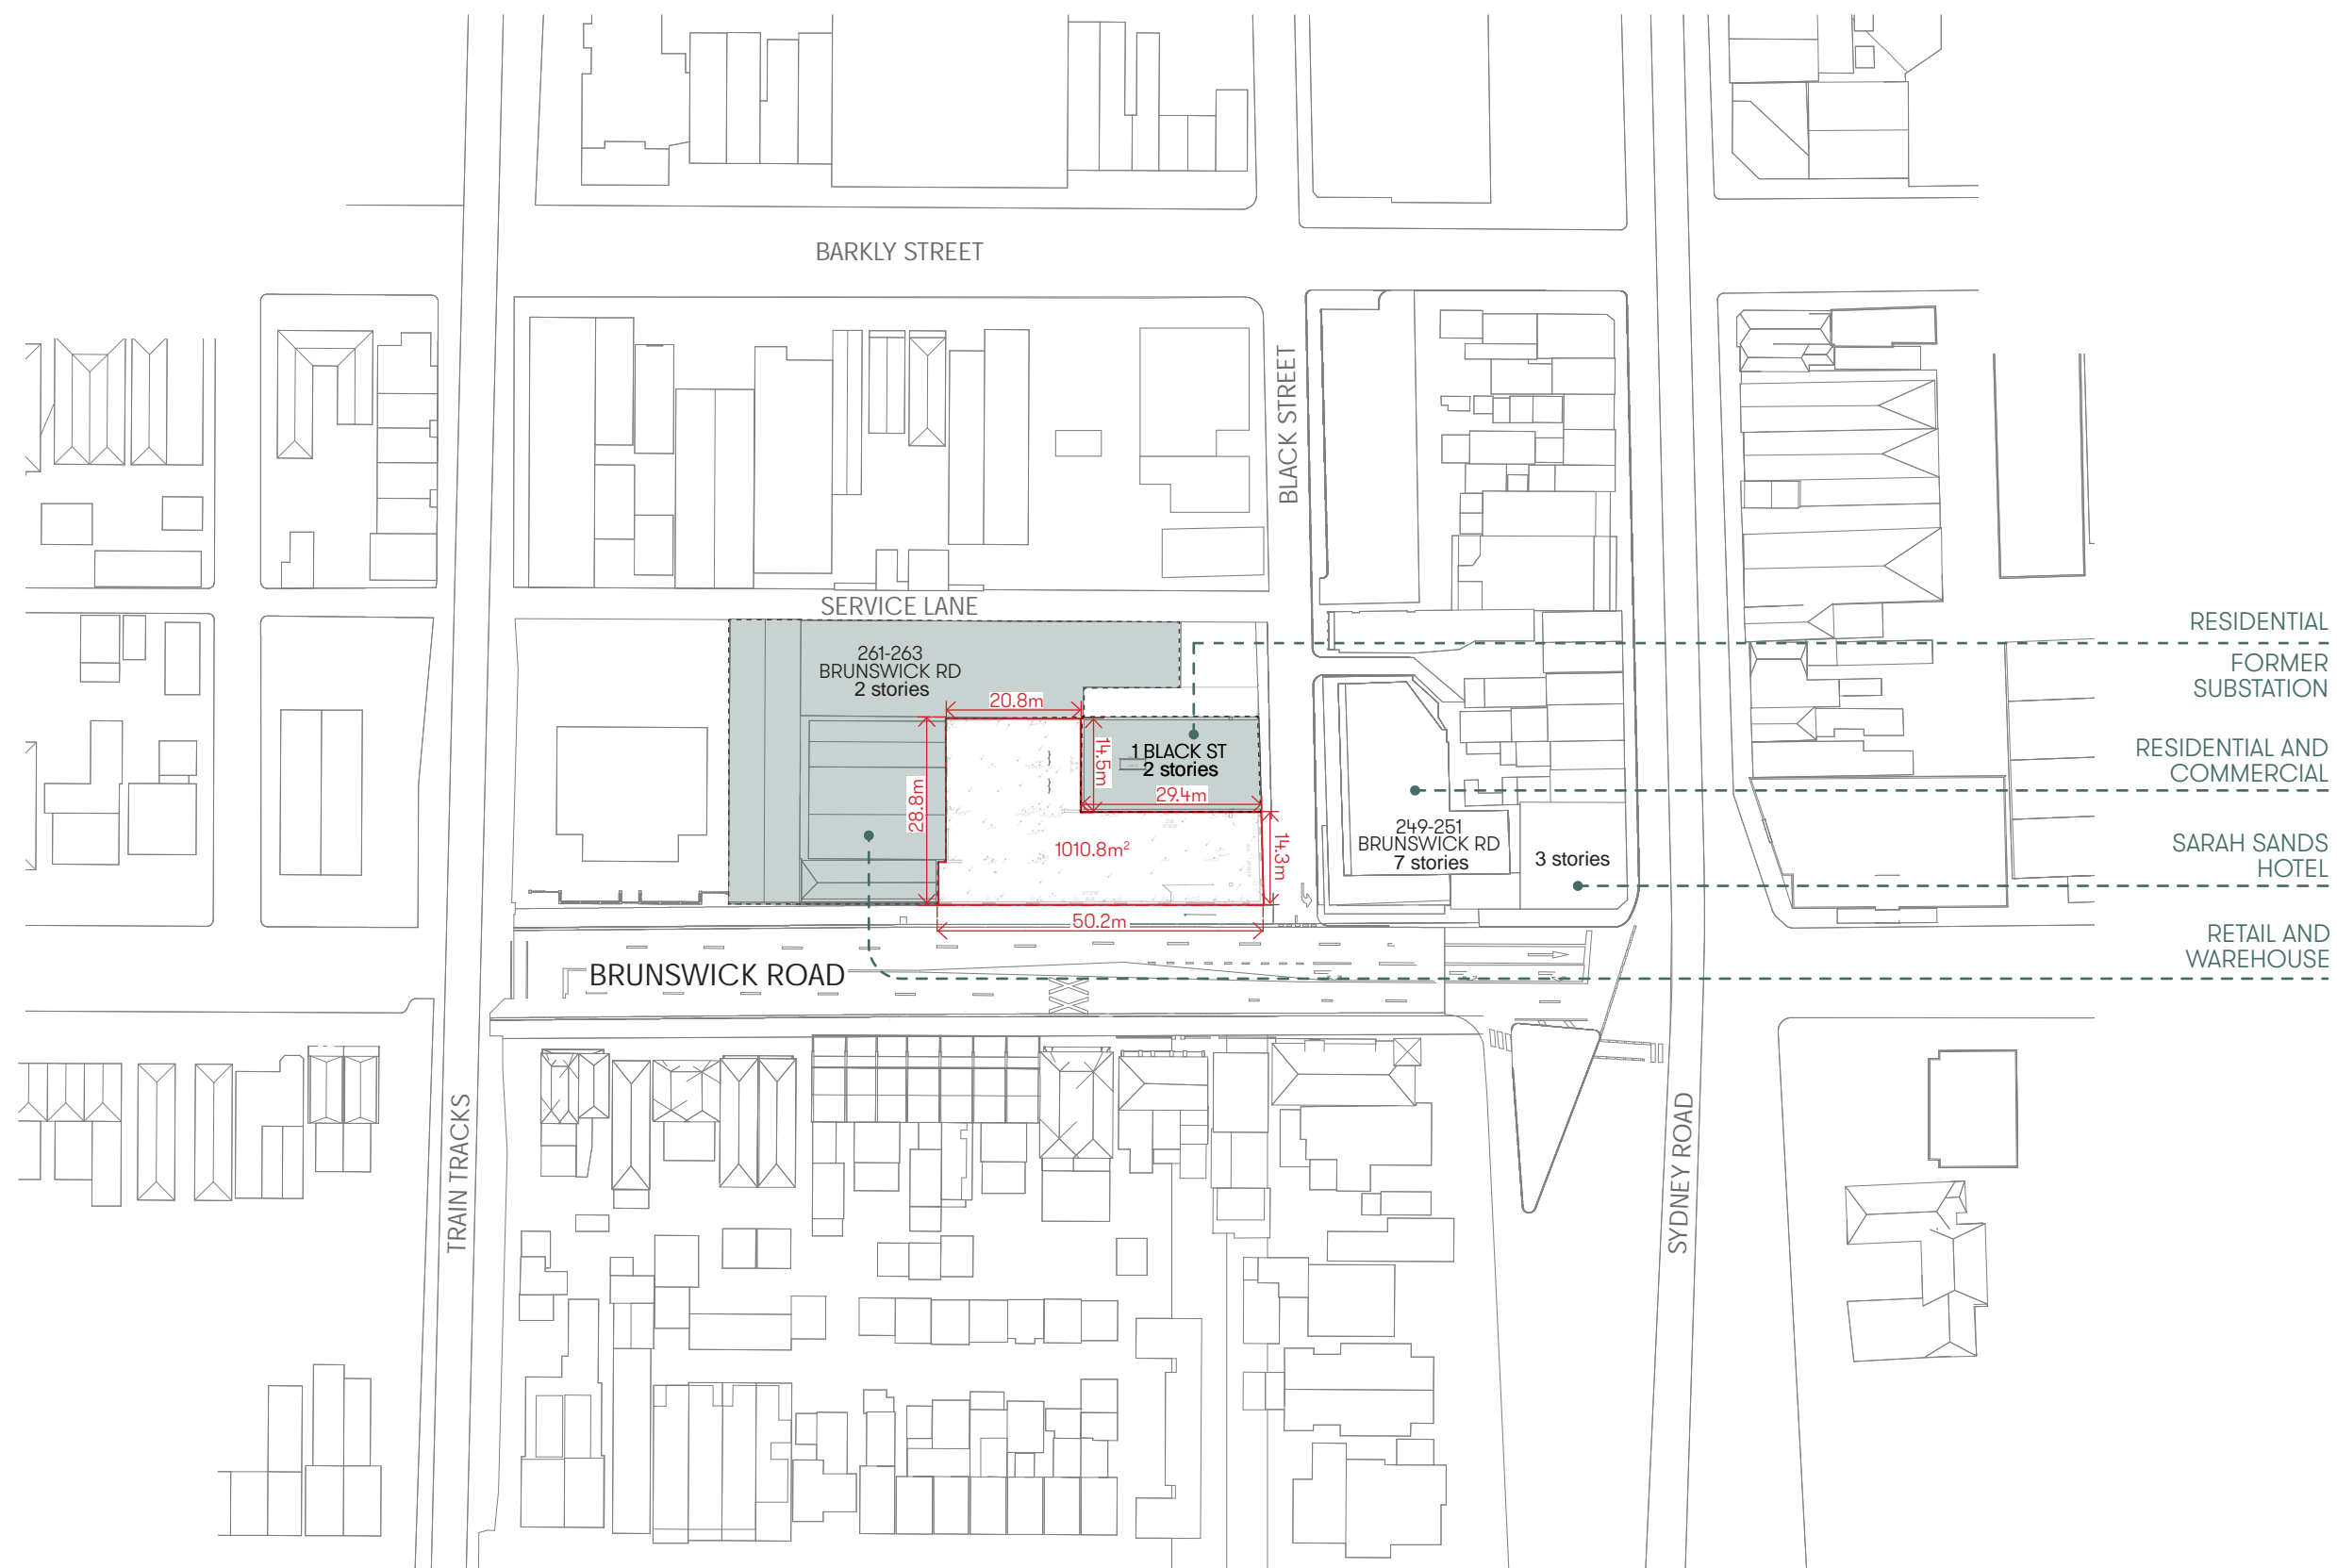 BARKLY STREET
BLACK STREET
SERVICE LANE
261-263
BRUNSWICK RD
2 stories
20.8m
14.5m
1 BLACK ST
2 stories
29.4m
28.8m
1010.8m²
14.3m
50.2m
249-251
BRUNSWICK RD
7 stories
3 stories
RESIDENTIAL
FORMER
SUBSTATION
RESIDENTIAL AND
COMMERCIAL
SARAH SANDS
HOTEL
RETAIL AND
WAREHOUSE
BRUNSWICK ROAD
TRAIN TRACKS
SYDNEY ROAD